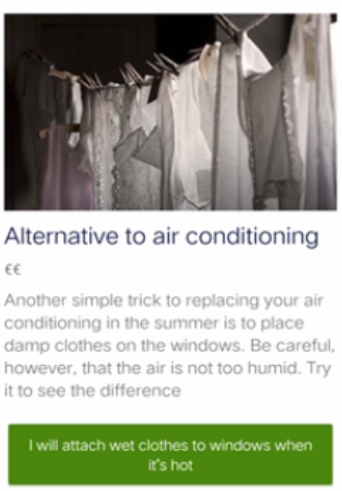 Alternative to air conditioning
€€
Another simple trick to replacing your air
conditioning in the summer is to place
damp clothes on the windows. Be careful,
however, that the air is not too humid. Try
it to see the difference
I will attach wet clothes to windows when
it's hot